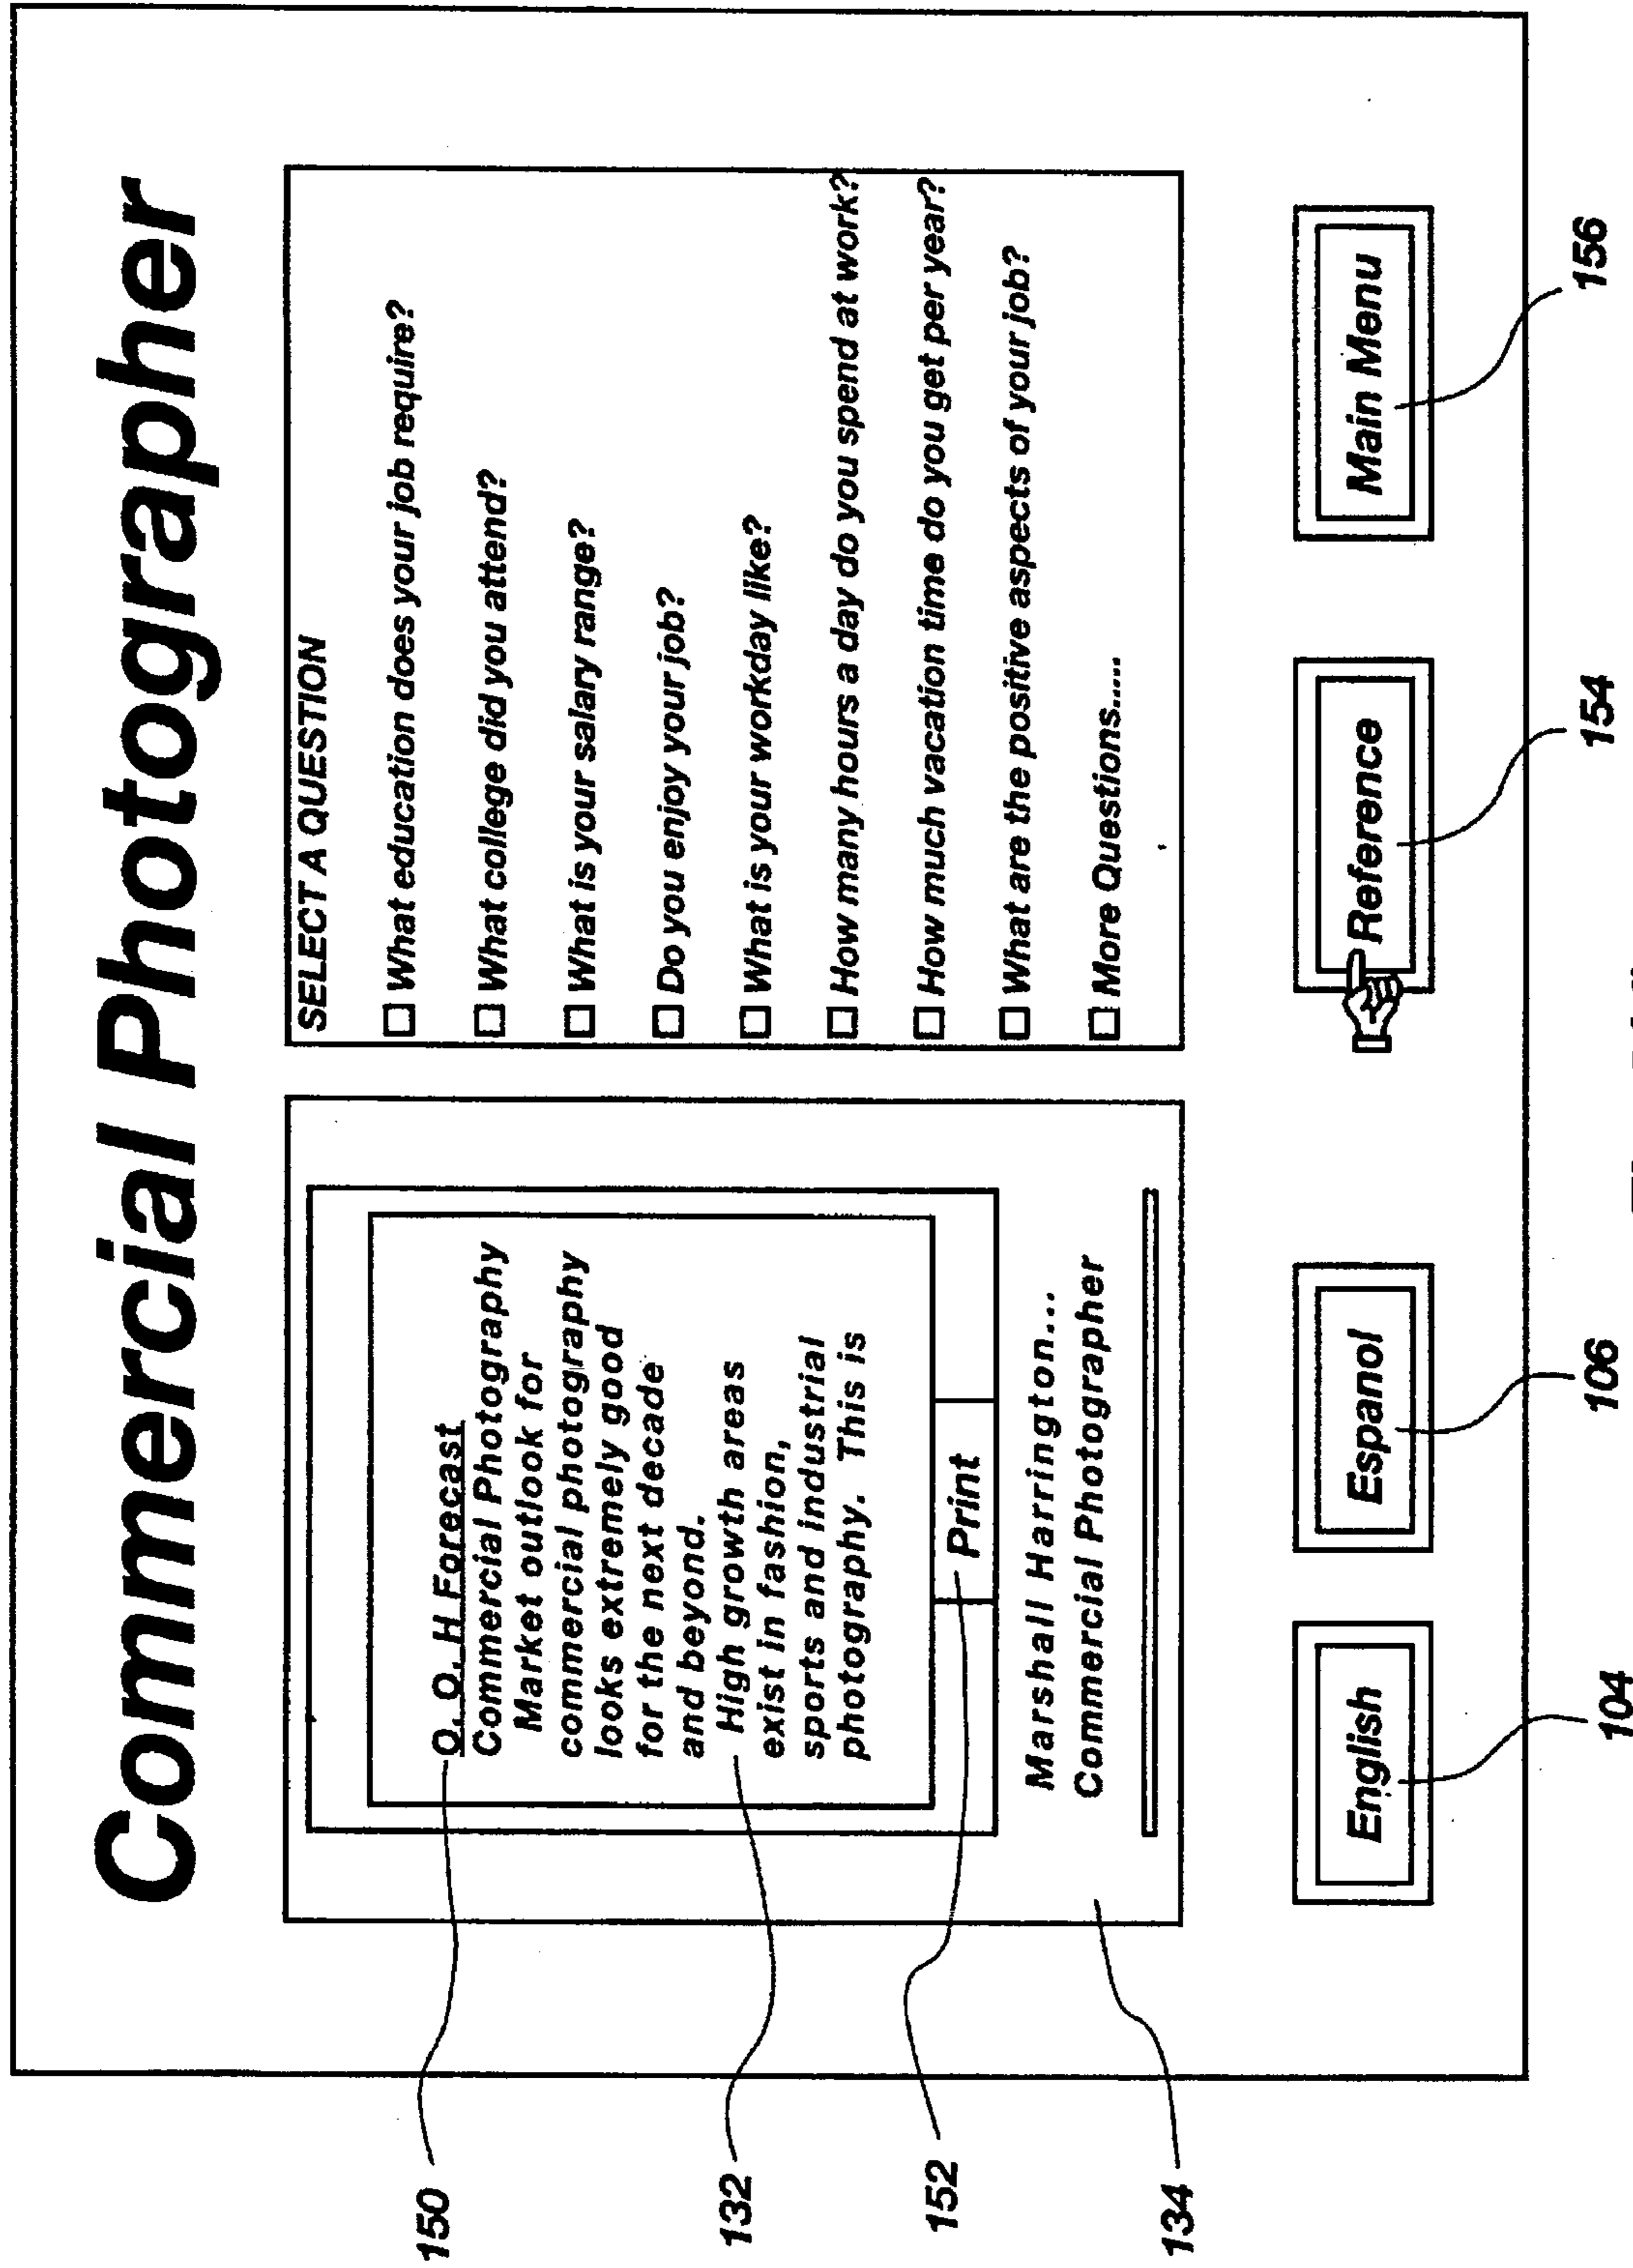 Commercial Photographer
O. O. H Forecast
Commercial Photography
Market outlook for
commercial photography
looks extremely good
for the next decade
and beyond.
High growth areas
exist in fashion,
sports and industrial
photography. This is
Print
Marshall Harrington...
Commercial Photographer
SELECT A QUESTION
What education does your job require?
What college did you attend?
What is your salary range?
Do you enjoy your job?
What is your workday like?
How many hours a day do you spend at work?
How much vacation time do you get per year?
What are the positive aspects of your job?
More Questions.....
English
Espanol
Reference
Main Menu
150
132
152
134
104
106
154
156